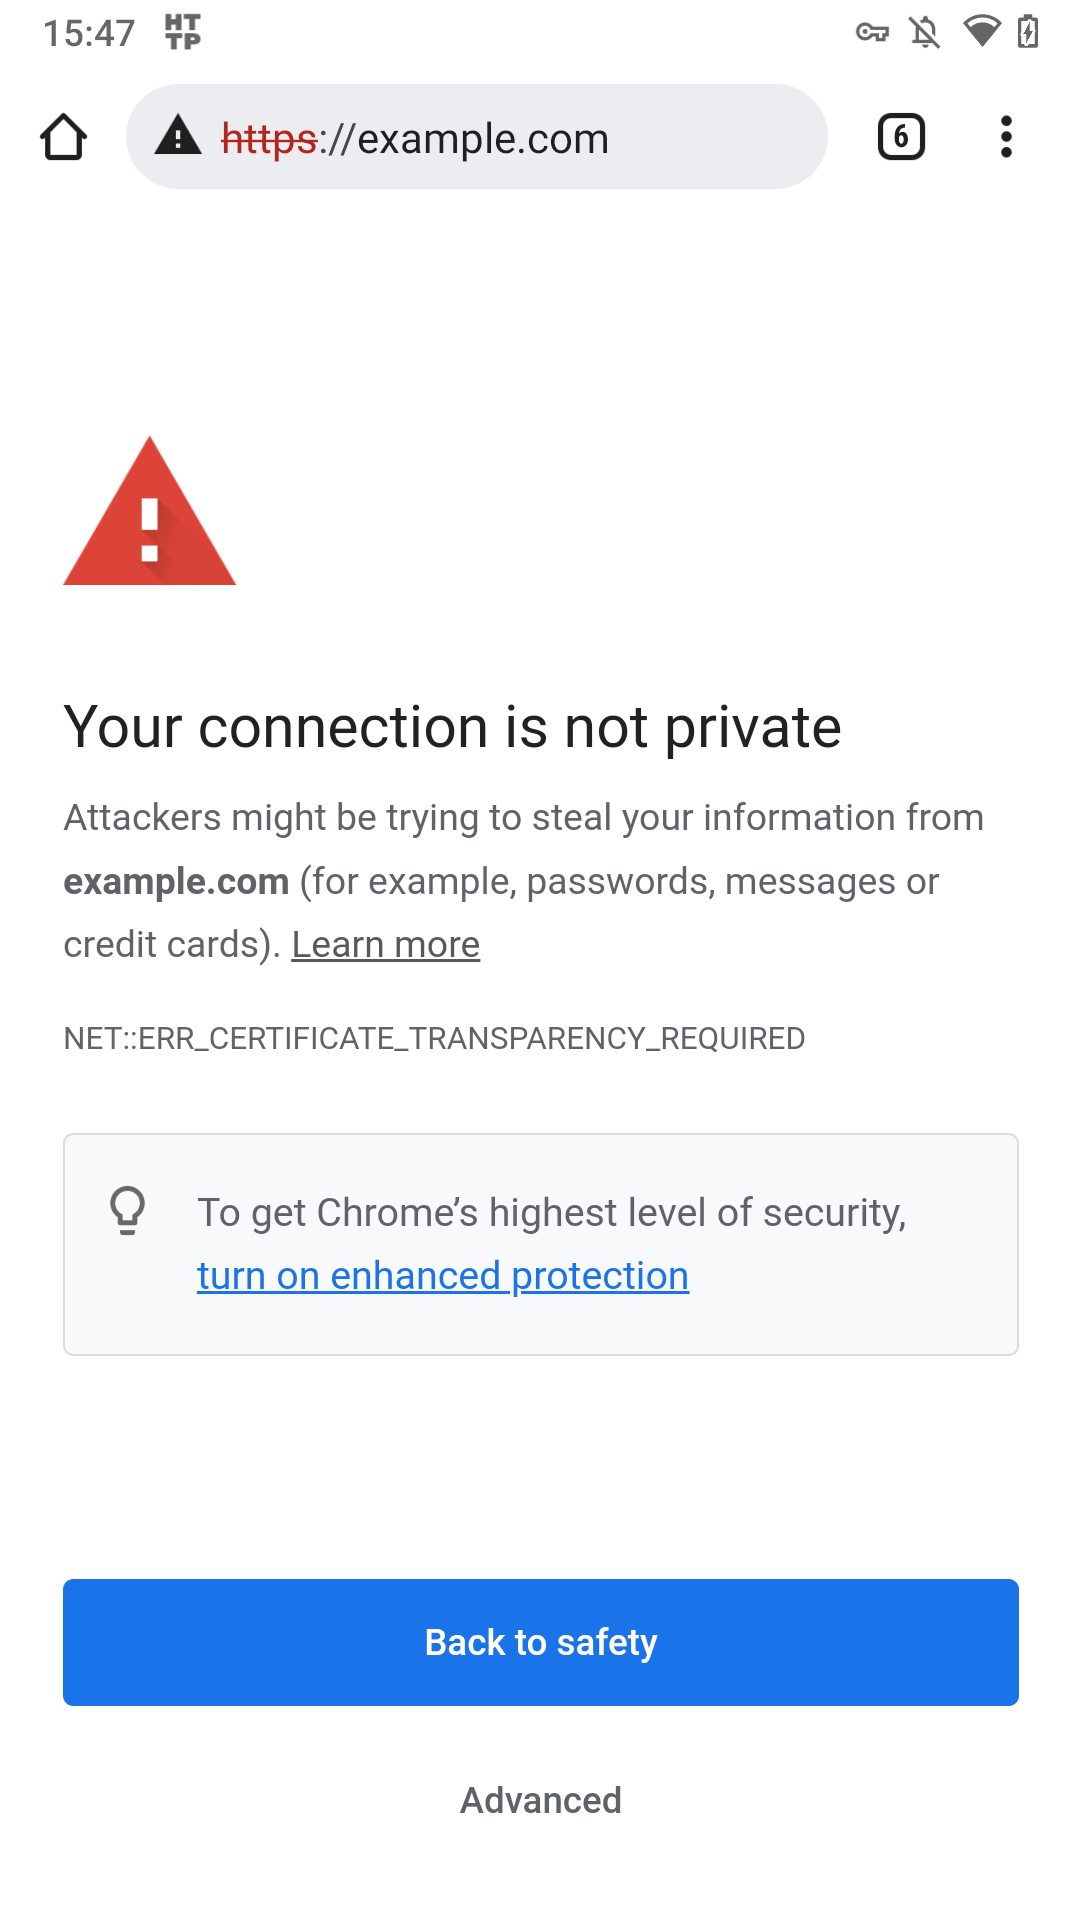 15:47 HT TP
https://example.com 6
Your connection is not private
Attackers might be trying to steal your information from
example.com (for example, passwords, messages or
credit cards). Learn more
NET::ERR_CERTIFICATE_TRANSPARENCY_REQUIRED
To get Chrome’s highest level of security,
turn on enhanced protection
Back to safety
Advanced